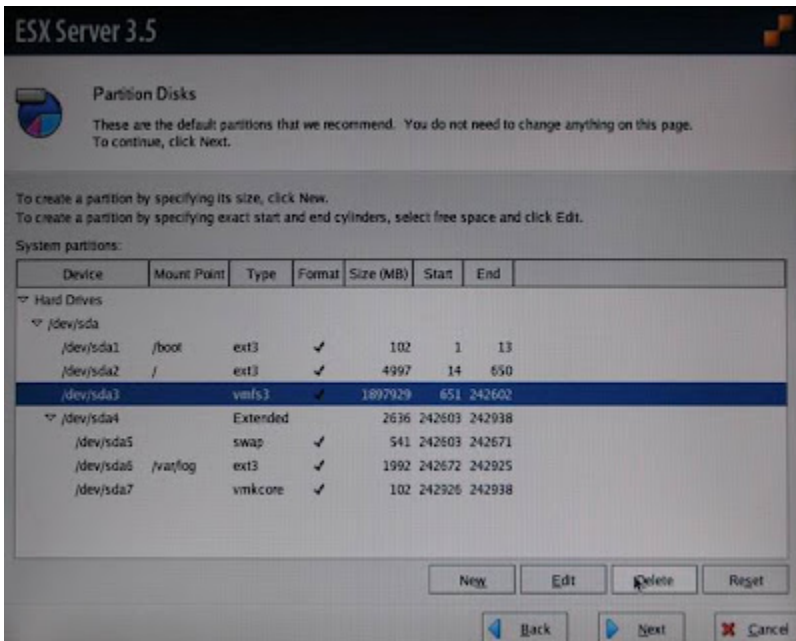 ESX Server 3.5
Partition Disks
These are the default partitions that we recommend. You do not need to change anything on this page.
To continue, click Next.
To create a partition by specifying its size, click New.
To create a partition by specifying exact start and end cylinders, select free space and click Edit.
System partitions:
Device Mount Point Type Format Size (MB) Start End
Hard Drives
/dev/sda
/dev/sda1 /boot ext3 102 1 13
/dev/sda2 / ext3 4997 14 650
/dev/sda3 vmfs3 1897929 651 242602
/dev/sda4 Extended 2636 242603 242938
/dev/sda5 swap 541 242603 242671
/dev/sda6 /var/log ext3 1992 242672 242925
/dev/sda7 vmkcore 102 242926 242938
New Edit Delete Reset
Back Next Cancel